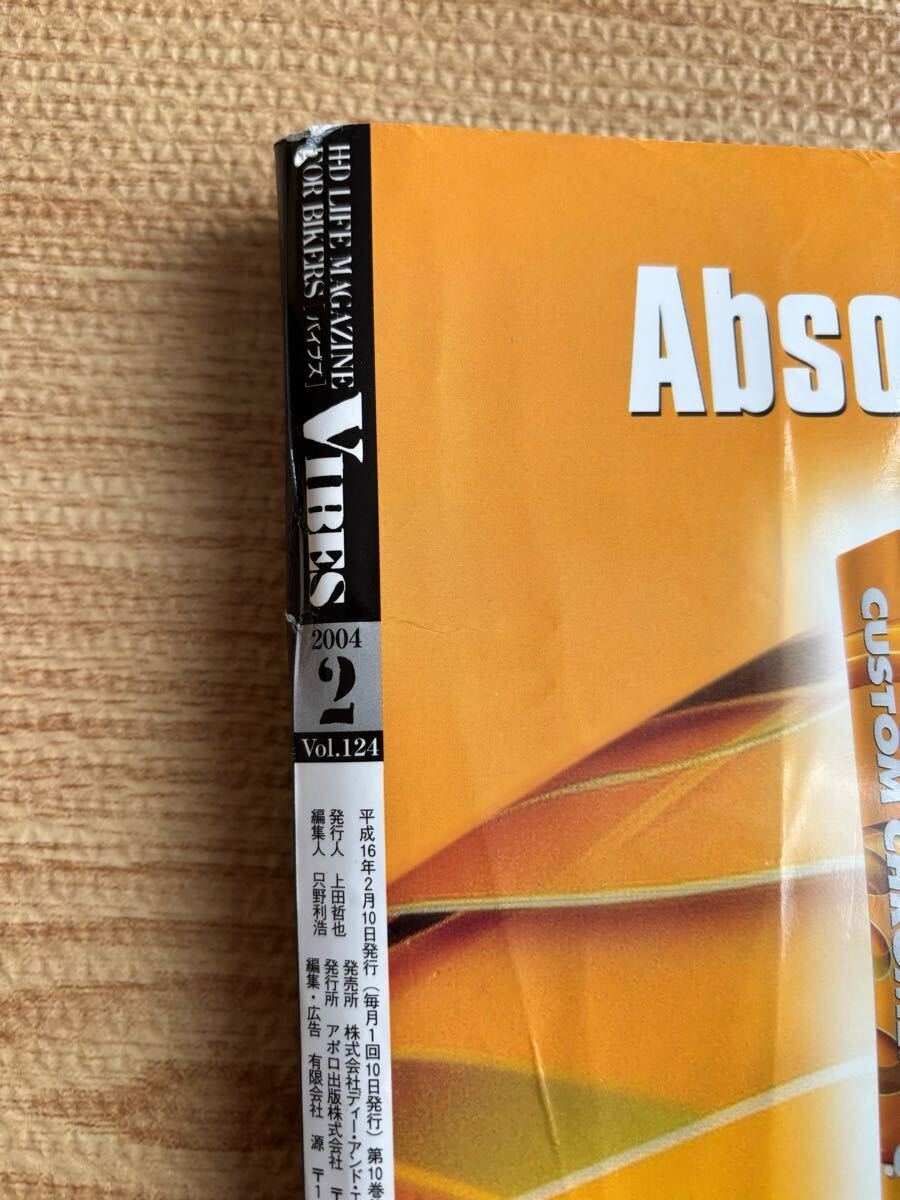 H-D LIFE MAGAZINE
FOR BIKERS [バイブズ]
VIBES
2004
2
Vol.124
平成16年2月10日発行(毎月1回10日発行) 第10巻
発行人 上田哲也 発売所 株式会社ディー・アンド・エ
編集人 只野利浩 発行所 アポロ出版株式会社 〒
編集・広告 有限会社 源 〒1
Abso
CUSTOM CHROME